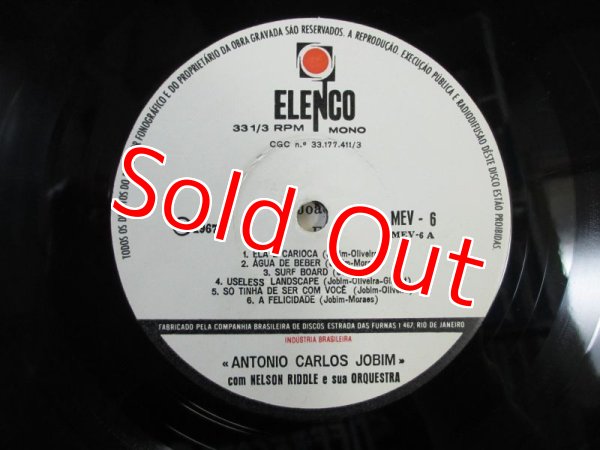 TODOS OS DO FONOGRÁFICO E DO PROPRIETÁRIO DA OBRA GRAVADA SÃO RESERVADOS. A REPRODUÇÃO, EXECUÇÃO PÚBLICA E RADIODIFUSÃO DÊSTE DISCO ESTÃO PROIBIDAS.
ELENCO
33 1/3 RPM MONO
CGC n.º 33.177.411/3
Sold Out
MEV - 6
MEV-6 A
1. ELA CARIOCA (Jobim-Oliveira
2. ÁGUA DE BEBER (Jobim-Moraes
3. SURF BOARD
4. USELESS LANDSCAPE (Jobim-Oliveira
5. SO TINHA DE SER COM VOCÊ (Jobim-Oliveira)
6. A FELICIDADE (Jobim-Moraes)
FABRICADO PELA COMPANHIA BRASILEIRA DE DISCOS ESTRADA DAS FURNAS 1 467, RIO DE JANEIRO
INDÚSTRIA BRASILEIRA
«ANTONIO CARLOS JOBIM»
com NELSON RIDDLE e sua ORQUESTRA